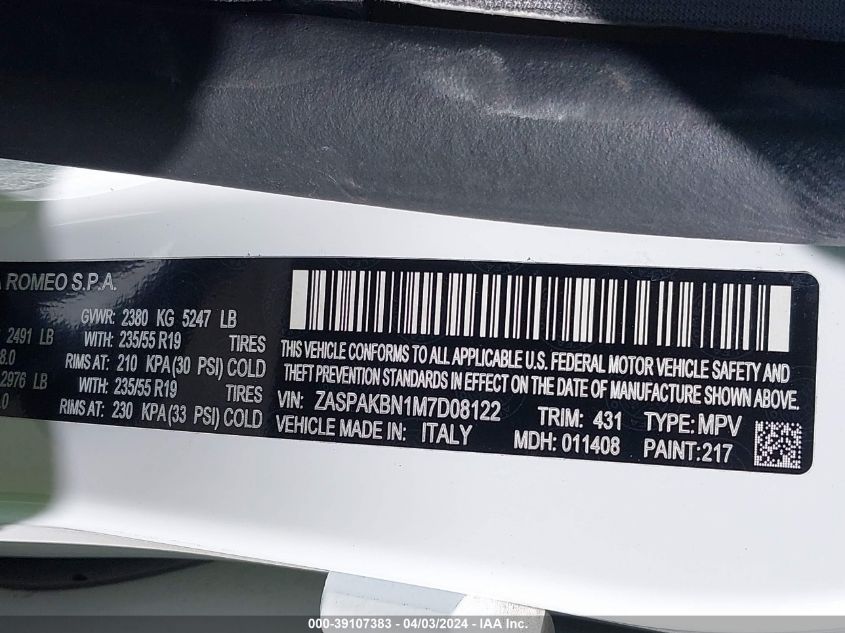 ROMEO S.P.A.
GVWR: 2380 KG 5247 LB
2491 LB WITH: 235/55 R19 TIRES
8.0 RIMS AT: 210 KPA(30 PSI) COLD
2976 LB WITH: 235/55 R19 TIRES
.0 RIMS AT: 230 KPA(33 PSI) COLD
THIS VEHICLE CONFORMS TO ALL APPLICABLE U.S. FEDERAL MOTOR VEHICLE SAFETY AND
THEFT PREVENTION STANDARDS IN EFFECT ON THE DATE OF MANUFACTURE SHOWN ABOVE.
VIN: ZASPAKBN1M7D08122 TRIM: 431 TYPE: MPV
VEHICLE MADE IN: ITALY MDH: 011408 PAINT: 217
000-39107383 - 04/03/2024 - IAA Inc.